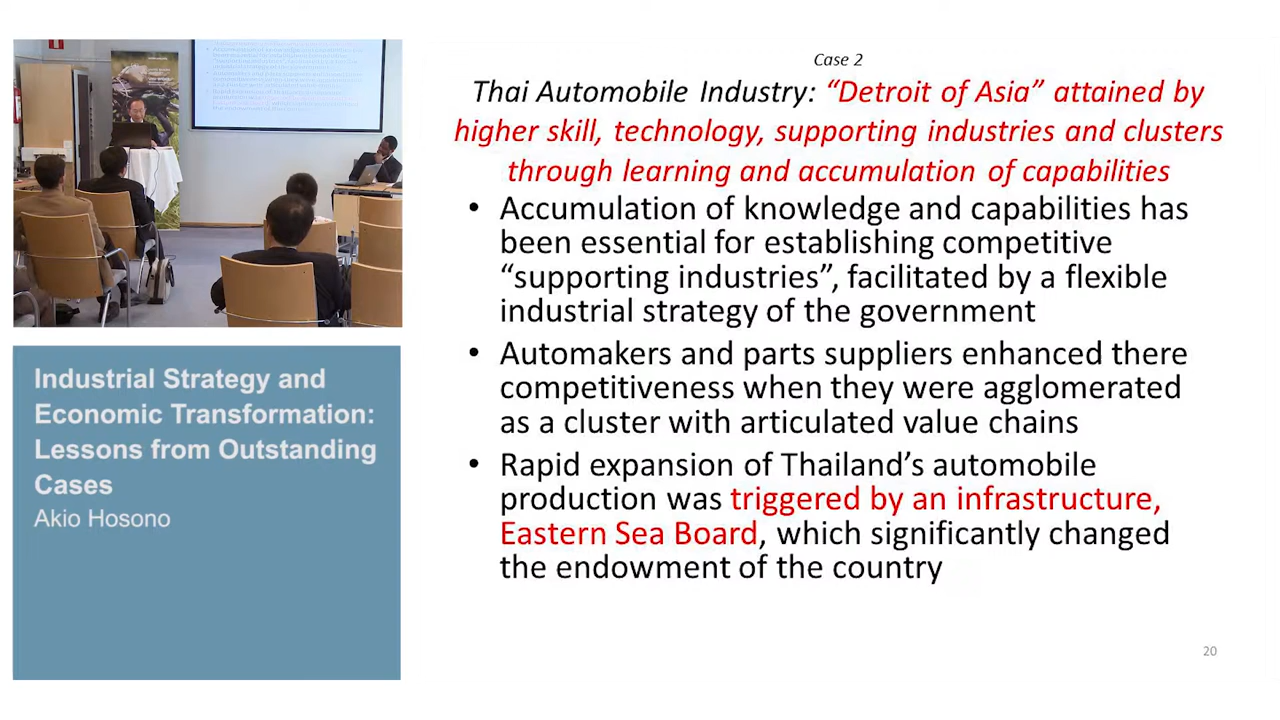 Case 2
Thai Automobile Industry: “Detroit of Asia” attained by
higher skill, technology, supporting industries and clusters
through learning and accumulation of capabilities
• Accumulation of knowledge and capabilities has
been essential for establishing competitive
“supporting industries”, facilitated by a flexible
industrial strategy of the government
• Automakers and parts suppliers enhanced there
competitiveness when they were agglomerated
as a cluster with articulated value chains
• Rapid expansion of Thailand’s automobile
production was triggered by an infrastructure,
Eastern Sea Board, which significantly changed
the endowment of the country
20
Industrial Strategy and
Economic Transformation:
Lessons from Outstanding
Cases
Akio Hosono